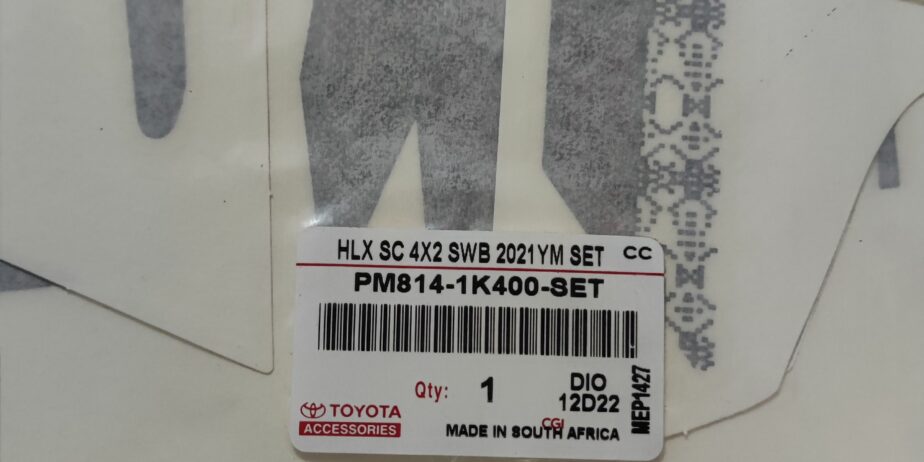 HLX SC 4X2 SWB 2021YM SET CC
PM814-1K400-SET
Qty: 1
DIO
12D22
MEP1427
TOYOTA
ACCESSORIES
CGI
MADE IN SOUTH AFRICA